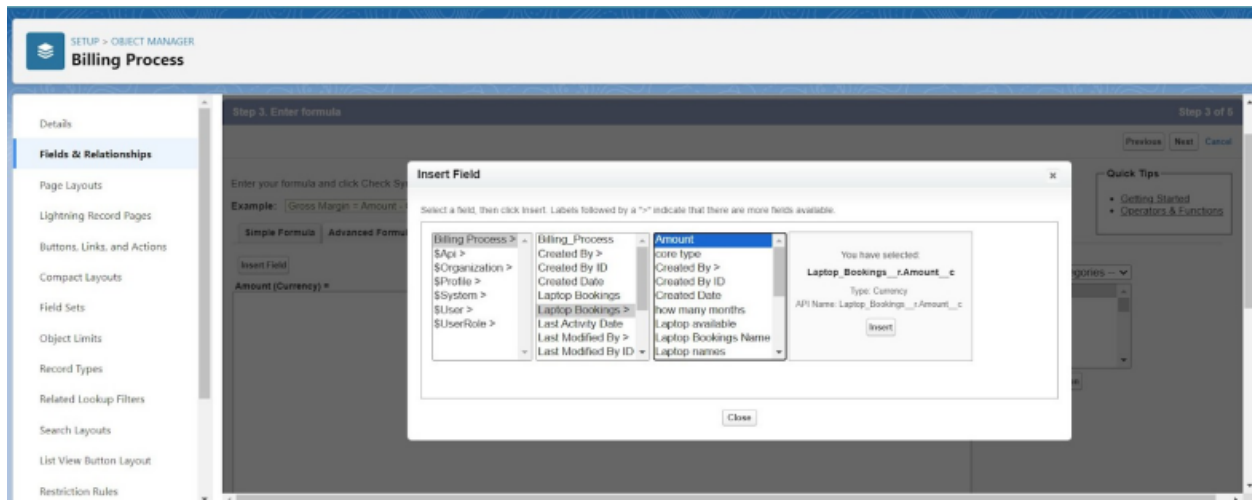 SETUP > OBJECT MANAGER
Billing Process
Details
Fields & Relationships
Page Layouts
Lightning Record Pages
Buttons, Links, and Actions
Compact Layouts
Field Sets
Object Limits
Record Types
Related Lookup Filters
Search Layouts
List View Button Layout
Restriction Rules
Step 3. Enter formula
Step 3 of 5
Previous Next Cancel
Enter your formula and click Check Sy
Example: Gross Margin = Amount -
Simple Formula Advanced Formu
Insert Field
Amount (Currency) =
Quick Tips
• Getting Started
• Operators & Functions
gories --
Insert Field
x
Select a field, then click Insert. Labels followed by a ">" indicate that there are more fields available.
Billing Process >
$Api >
$Organization >
$Profile >
$System >
$User >
$UserRole >
Billing_Process
Created By >
Created By ID
Created Date
Laptop Bookings
Laptop Bookings >
Last Activity Date
Last Modified By >
Last Modified By ID
Amount
core type
Created By >
Created By ID
Created Date
how many months
Laptop available
Laptop Bookings Name
Laptop names
You have selected:
Laptop_Bookings__r.Amount__c
Type: Currency
API Name: Laptop_Bookings__r.Amount__c
Insert
Close